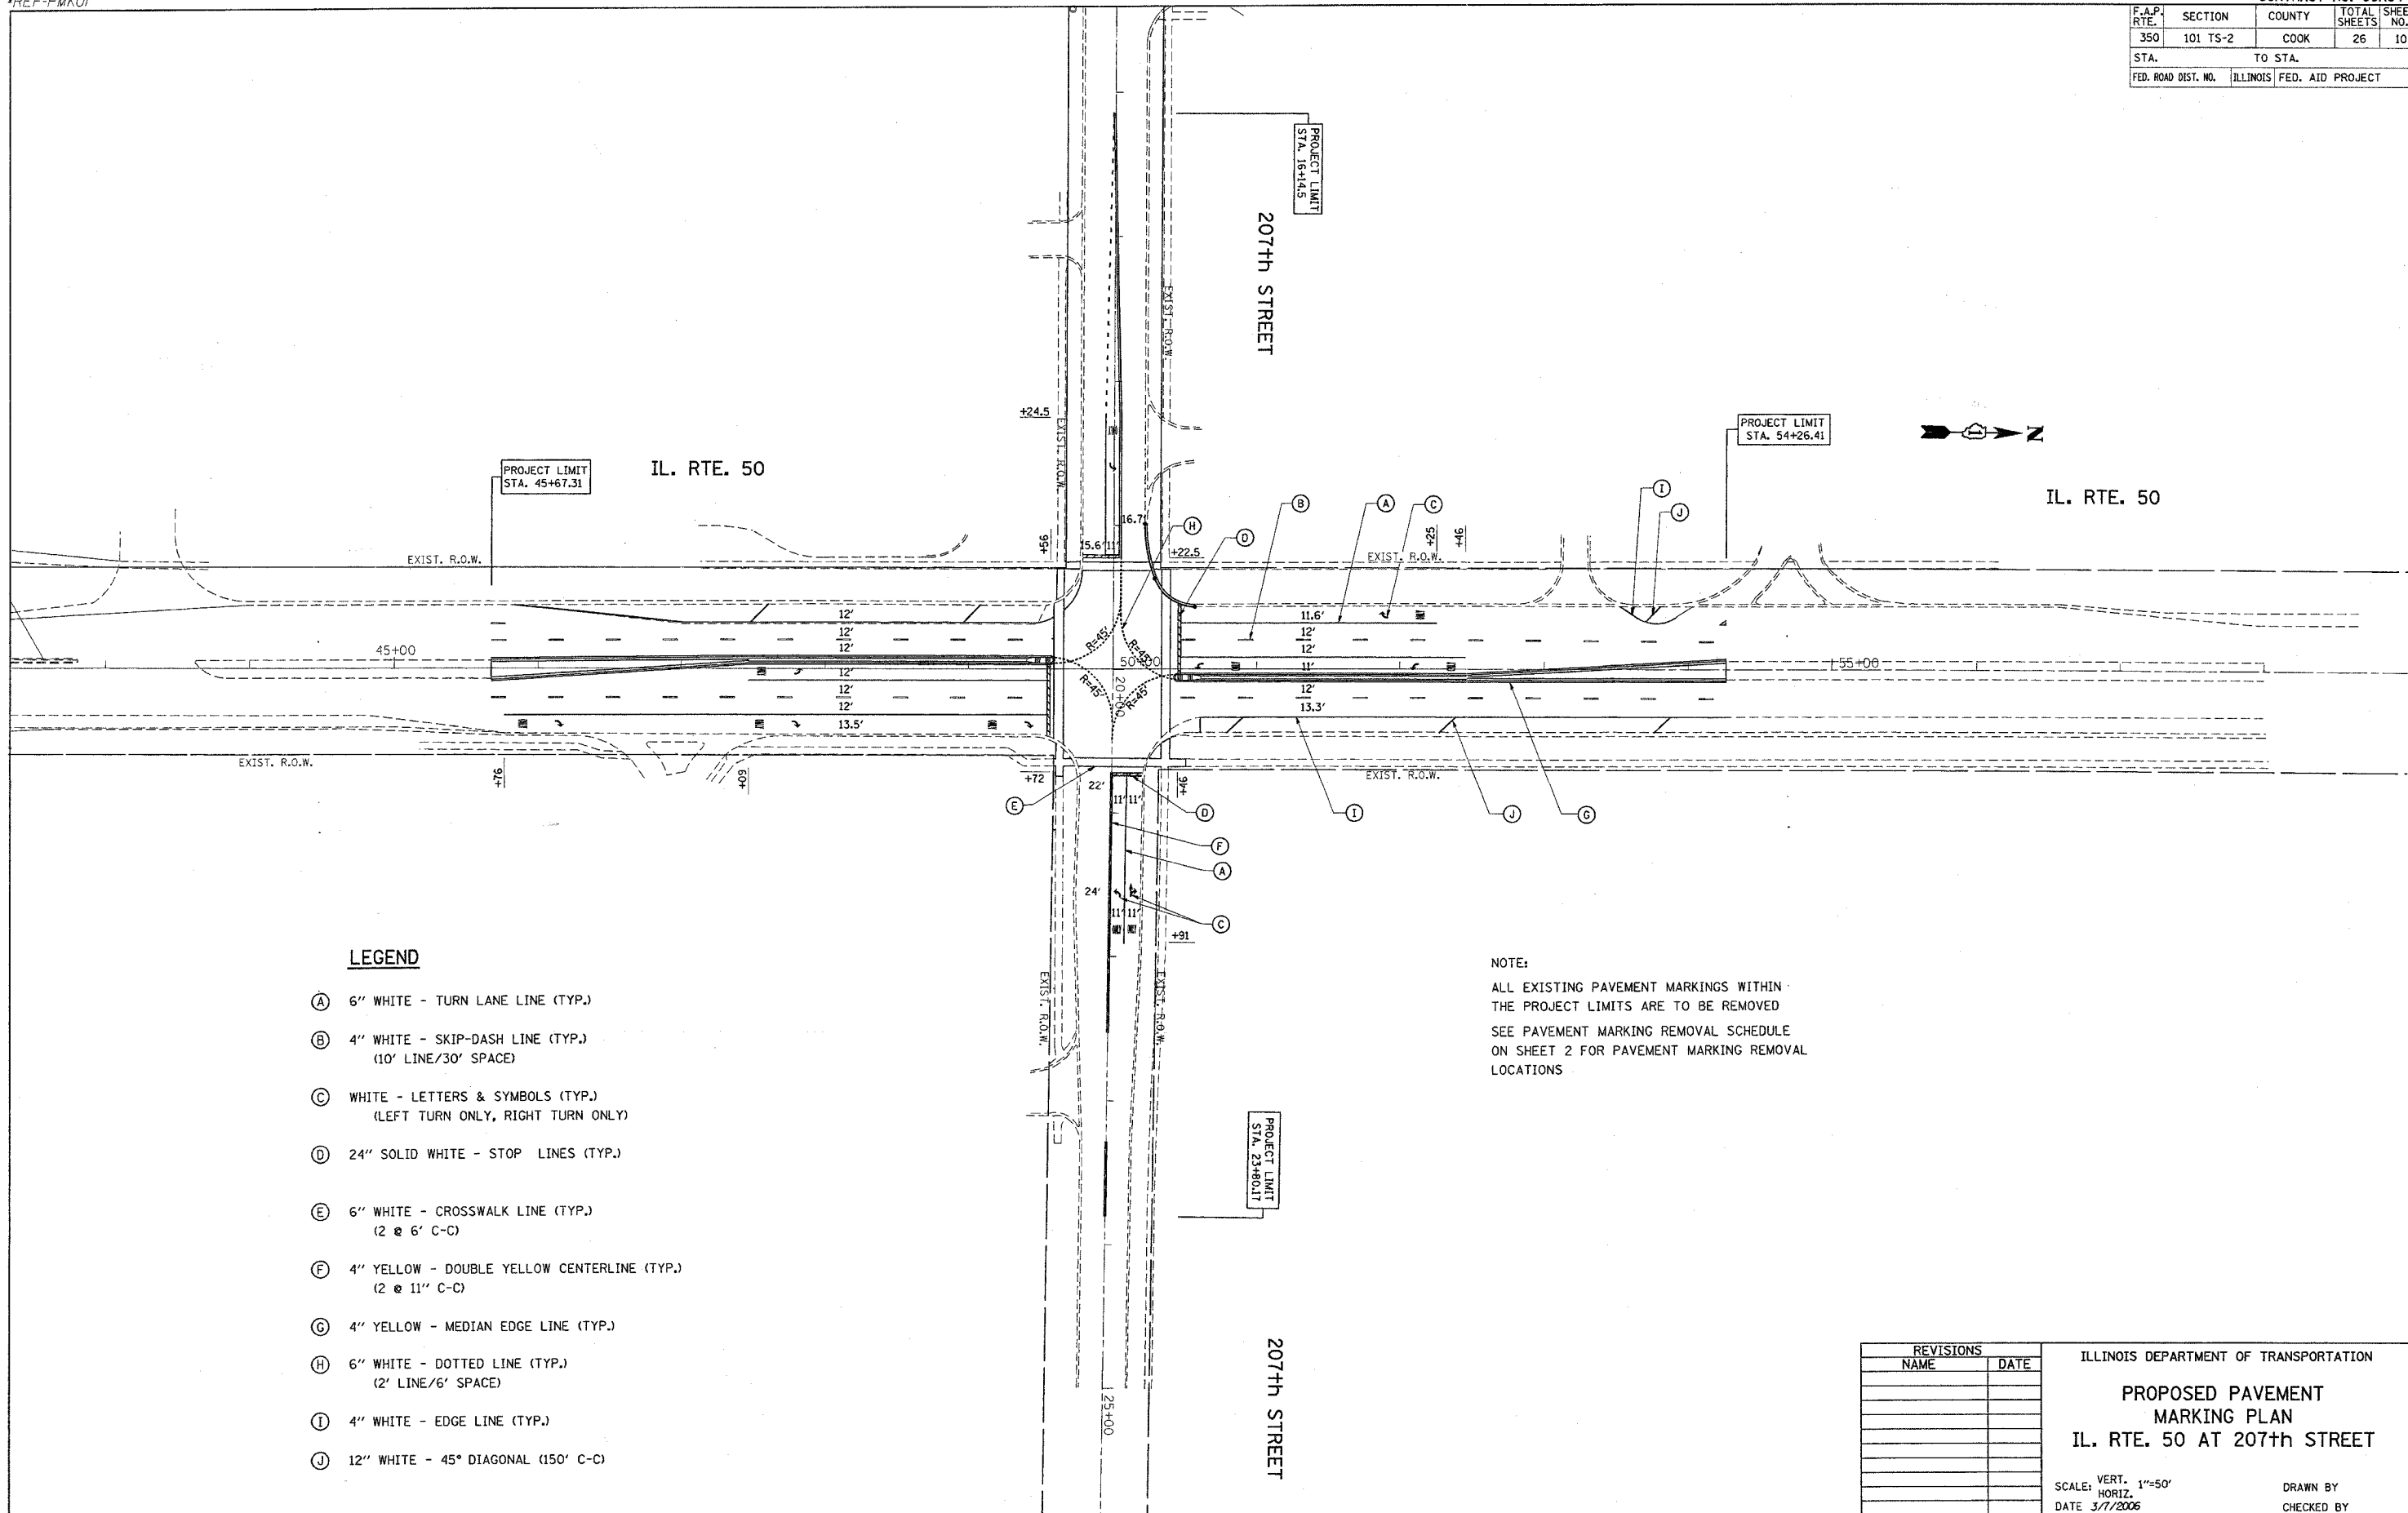 F.A.P. RTE. SECTION COUNTY TOTAL SHEETS
350 101 TS-2 COOK 26 10
STA. TO STA.
FED. ROAD DIST. NO. ILLINOIS FED. AID PROJECT
PROJECT LIMIT
STA. 16+14.5
207th STREET
EXIST. R.O.W.
+24.5
EXIST. R.O.W.
PROJECT LIMIT
STA. 54+26.41
N
IL. RTE. 50
PROJECT LIMIT
STA. 45+67.31
IL. RTE. 50
I
J
B
A
C
H
D
16.7'
15.6' 11'
+56
+22.5
+25
+46
EXIST. R.O.W.
EXIST. R.O.W.
12'
12'
12'
12'
12'
12'
13.5'
11.6'
12'
11'
12'
13.3'
R=45'
R=45'
R=45'
R=45'
45+00
50+00
20+00
55+00
EXIST. R.O.W.
EXIST. R.O.W.
+76
+09
+72
+94
22'
11' 11'
E
D
I
J
G
F
A
24'
11' 11'
C
+91
EXIST. R.O.W.
EXIST. R.O.W.
LEGEND
A 6" WHITE - TURN LANE LINE (TYP.)
B 4" WHITE - SKIP-DASH LINE (TYP.)
(10' LINE/30' SPACE)
C WHITE - LETTERS & SYMBOLS (TYP.)
(LEFT TURN ONLY, RIGHT TURN ONLY)
D 24" SOLID WHITE - STOP LINES (TYP.)
E 6" WHITE - CROSSWALK LINE (TYP.)
(2 @ 6' C-C)
F 4" YELLOW - DOUBLE YELLOW CENTERLINE (TYP.)
(2 @ 11" C-C)
G 4" YELLOW - MEDIAN EDGE LINE (TYP.)
H 6" WHITE - DOTTED LINE (TYP.)
(2' LINE/6' SPACE)
I 4" WHITE - EDGE LINE (TYP.)
J 12" WHITE - 45° DIAGONAL (150' C-C)
NOTE:
ALL EXISTING PAVEMENT MARKINGS WITHIN
THE PROJECT LIMITS ARE TO BE REMOVED
SEE PAVEMENT MARKING REMOVAL SCHEDULE
ON SHEET 2 FOR PAVEMENT MARKING REMOVAL
LOCATIONS
PROJECT LIMIT
STA. 23+80.17
207th STREET
25+00
REVISIONS
NAME DATE
ILLINOIS DEPARTMENT OF TRANSPORTATION
PROPOSED PAVEMENT
MARKING PLAN
IL. RTE. 50 AT 207th STREET
SCALE: VERT. HORIZ. 1"=50'
DATE 3/7/2006
DRAWN BY
CHECKED BY